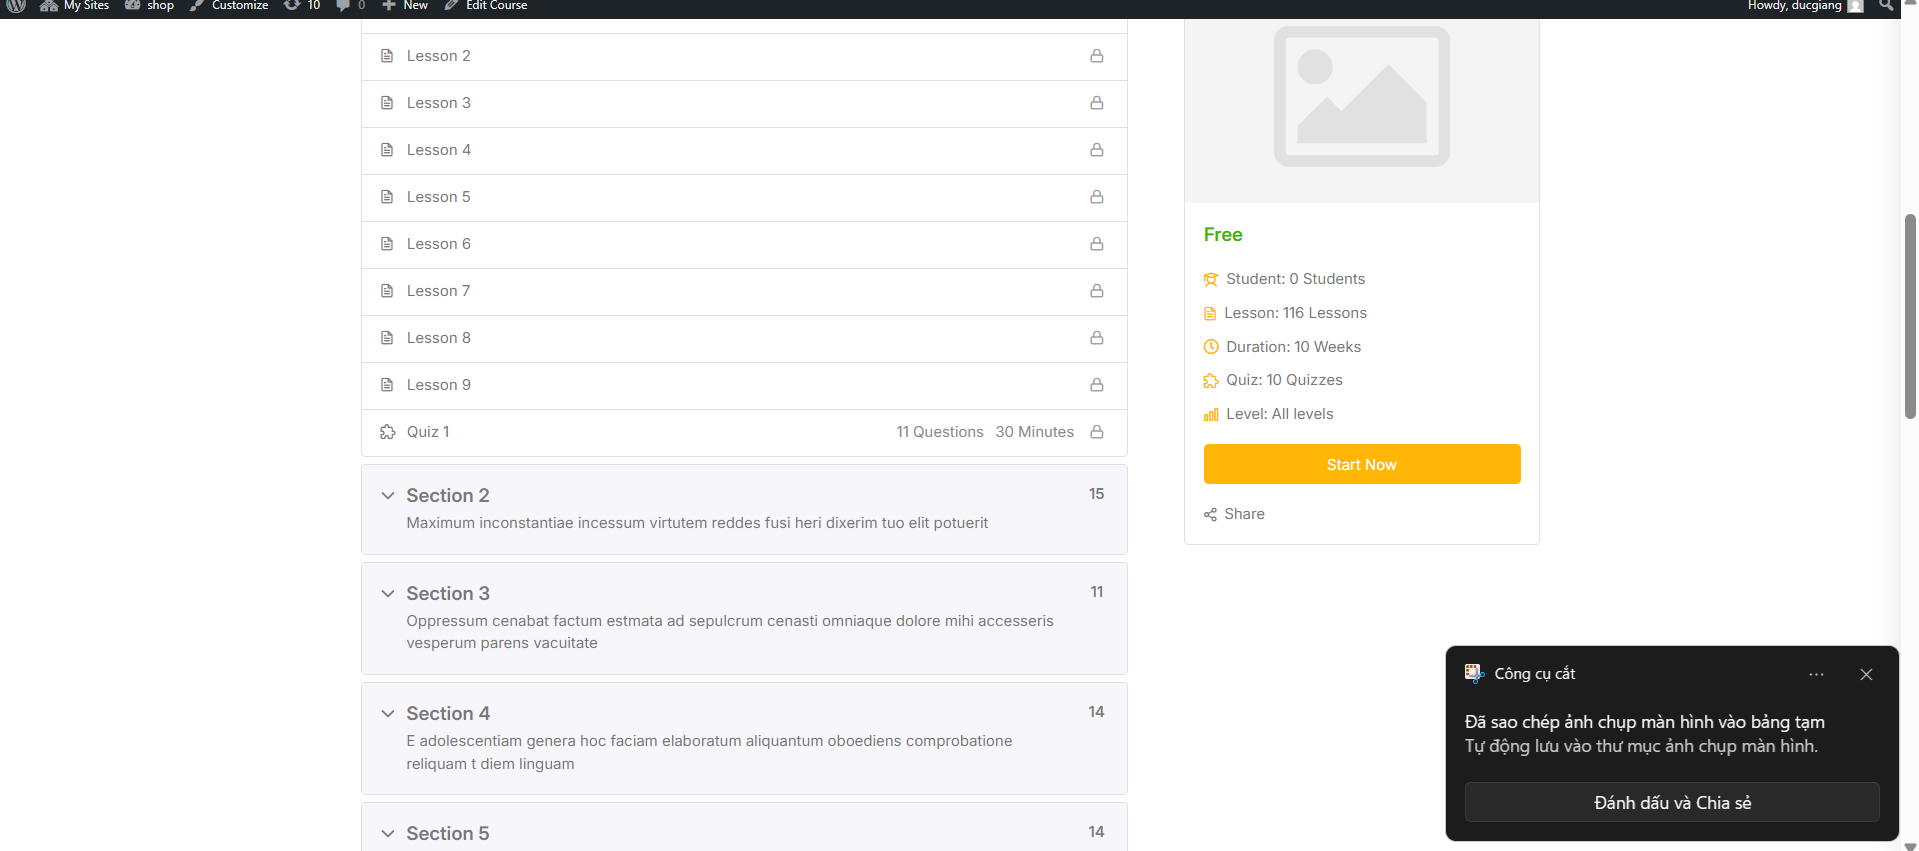 My Sites
shop
Customize
10
0
New
Edit Course
Howdy, ducgiang
Lesson 2
Lesson 3
Lesson 4
Lesson 5
Lesson 6
Lesson 7
Lesson 8
Lesson 9
Quiz 1 11 Questions 30 Minutes
Section 2 15
Maximum inconstantiae incessum virtutem reddes fusi heri dixerim tuo elit potuerit
Section 3 11
Oppressum cenabat factum estmata ad sepulcrum cenasti omniaque dolore mihi accesseris
vesperum parens vacuitate
Section 4 14
E adolescentiam genera hoc faciam elaboratum aliquantum oboediens comprobatione
reliquam t diem linguam
Section 5 14
Free
Student: 0 Students
Lesson: 116 Lessons
Duration: 10 Weeks
Quiz: 10 Quizzes
Level: All levels
Start Now
Share
Công cụ cắt
Đã sao chép ảnh chụp màn hình vào bảng tạm
Tự động lưu vào thư mục ảnh chụp màn hình.
Đánh dấu và Chia sẻ